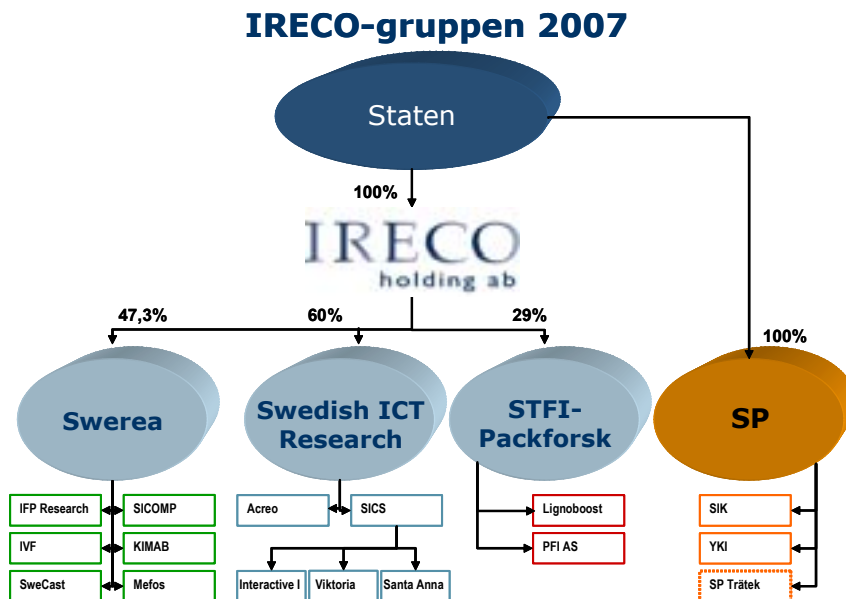 IRECO-gruppen 2007
Staten
100%
IRECO
holding ab
47,3%
60%
29%
100%
Swerea
Swedish ICT
Research
STFI-
Packforsk
SP
IFP Research
SICOMP
Acreo
SICS
Lignoboost
SIK
IVF
KIMAB
PFI AS
YKI
SweCast
Mefos
Interactive I
Viktoria
Santa Anna
SP Trätek